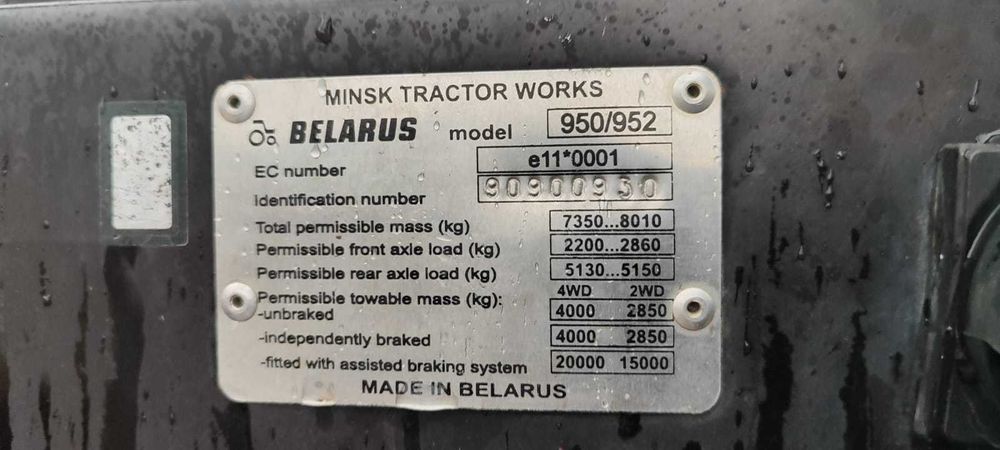 MINSK TRACTOR WORKS
BELARUS model 950/952
EC number e11*0001
Identification number 90900950
Total permissible mass (kg) 7350...8010
Permissible front axle load (kg) 2200...2860
Permissible rear axle load (kg) 5130...5150
4WD 2WD
Permissible towable mass (kg):
-unbraked 4000 2850
-independently braked 4000 2850
-fitted with assisted braking system 20000 15000
MADE IN BELARUS